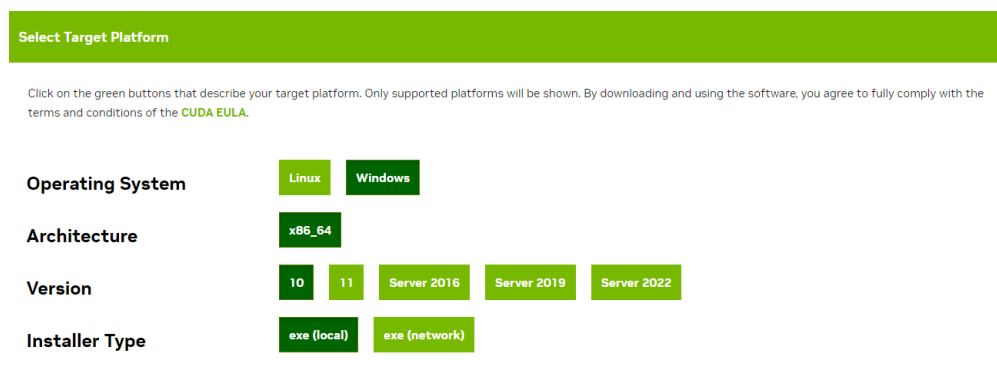 Select Target Platform
Click on the green buttons that describe your target platform. Only supported platforms will be shown. By downloading and using the software, you agree to fully comply with the
terms and conditions of the CUDA EULA.
Operating System Linux Windows
Architecture x86_64
Version 10 11 Server 2016 Server 2019 Server 2022
Installer Type exe (local) exe (network)